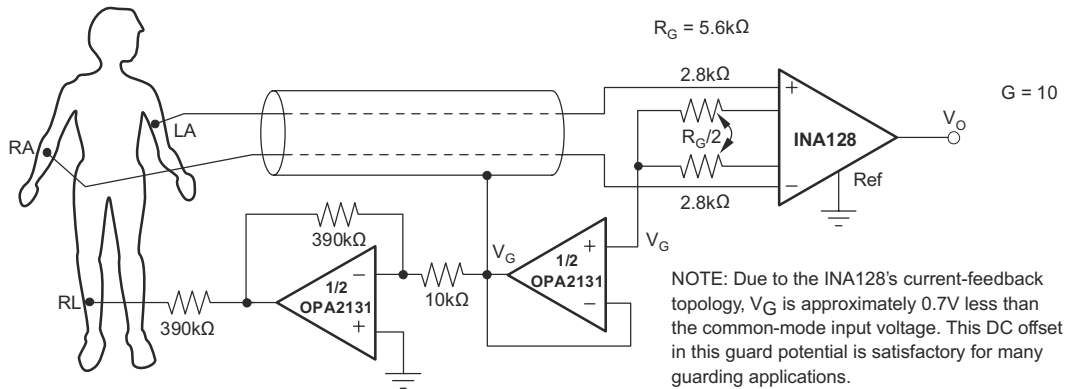 R_G = 5.6kΩ
2.8kΩ
G = 10
LA
RA
+
R_G/2
INA128
V_O
−
Ref
2.8kΩ
390kΩ
V_G
+
V_G
1/2
OPA2131
−
10kΩ
−
1/2
OPA2131
+
RL
390kΩ
NOTE: Due to the INA128's current-feedback
topology, V_G is approximately 0.7V less than
the common-mode input voltage. This DC offset
in this guard potential is satisfactory for many
guarding applications.